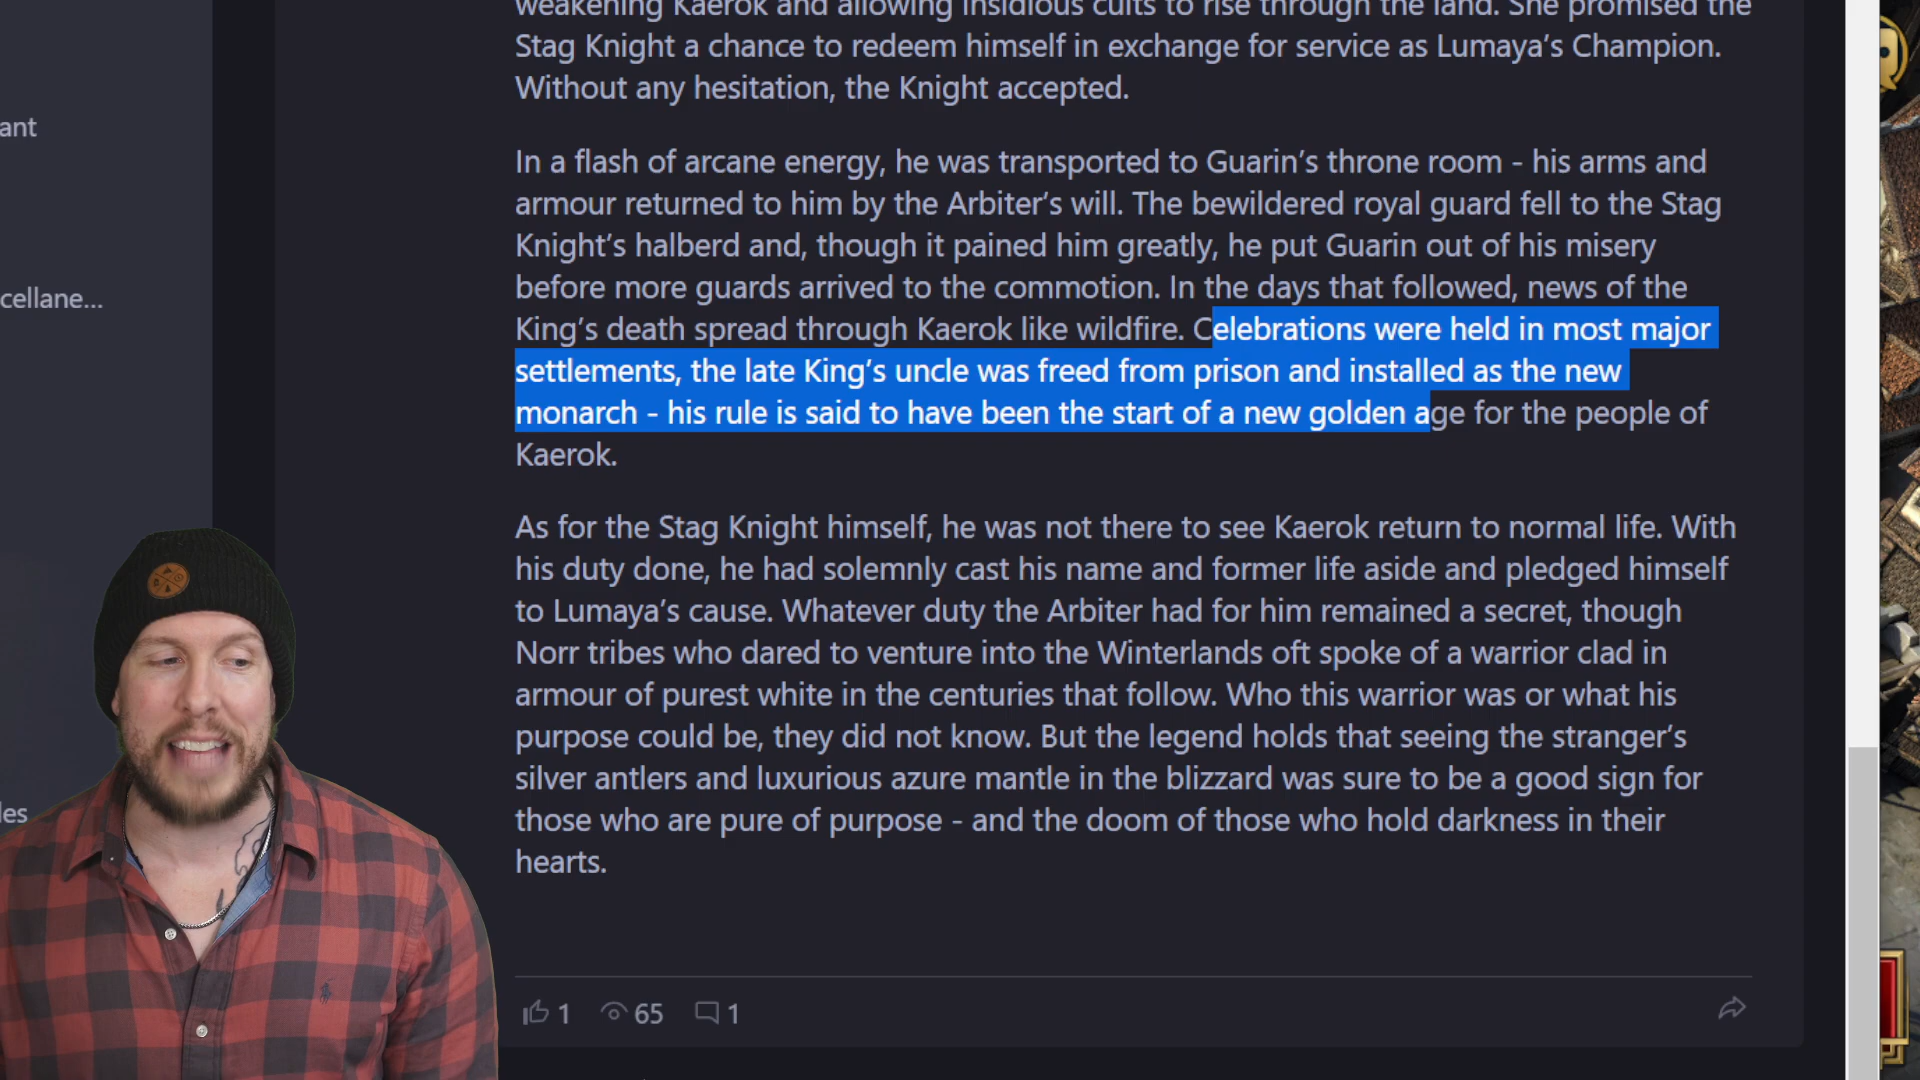 weakening Kaerok and allowing insidious cults to rise through the land. She promised the
Stag Knight a chance to redeem himself in exchange for service as Lumaya’s Champion.
Without any hesitation, the Knight accepted.
ant
In a flash of arcane energy, he was transported to Guarin’s throne room - his arms and
armour returned to him by the Arbiter’s will. The bewildered royal guard fell to the Stag
Knight’s halberd and, though it pained him greatly, he put Guarin out of his misery
before more guards arrived to the commotion. In the days that followed, news of the
cellane...
King’s death spread through Kaerok like wildfire. Celebrations were held in most major
settlements, the late King’s uncle was freed from prison and installed as the new
monarch - his rule is said to have been the start of a new golden age for the people of
Kaerok.
As for the Stag Knight himself, he was not there to see Kaerok return to normal life. With
his duty done, he had solemnly cast his name and former life aside and pledged himself
to Lumaya’s cause. Whatever duty the Arbiter had for him remained a secret, though
Norr tribes who dared to venture into the Winterlands oft spoke of a warrior clad in
armour of purest white in the centuries that follow. Who this warrior was or what his
purpose could be, they did not know. But the legend holds that seeing the stranger’s
silver antlers and luxurious azure mantle in the blizzard was sure to be a good sign for
those who are pure of purpose - and the doom of those who hold darkness in their
les
hearts.
1 65 1